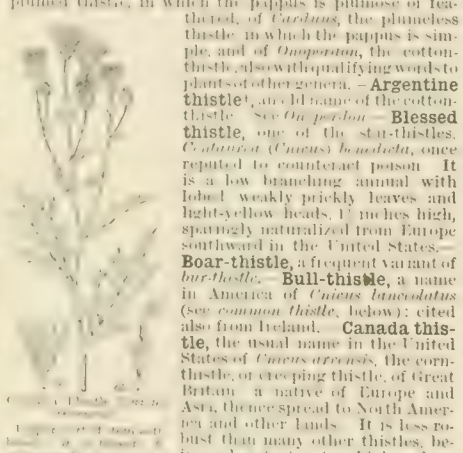 plumed thistle, in which the pappus is plumose or fea-
thered, of Carduus, the plumeless
thistle in which the pappus is sim-
ple, and of Onopordon, the cotton-
thistle, also with qualifying words to
plants of other genera. — Argentine
thistle†, an old name of the cotton-
thistle See Onopordon — Blessed
thistle, one of the star-thistles,
Centaurea (Cnicus) benedicta, once
reputed to counteract poison It
is a low branching annual with
lobed weakly prickly leaves and
light-yellow heads, inches high,
sparingly naturalized from Europe
southward in the United States. —
Boar-thistle, a frequent variant of
bur-thistle. — Bull-thistle, a name
in America of Cnicus lanceolatus
(see common thistle, below): cited
also from Ireland. Canada this-
tle, the usual name in the United
States of Cnicus arvensis, the corn-
thistle, or creeping thistle, of Great
Britain a native of Europe and
Asia, thence spread to North Amer-
ica and other lands It is less ro-
bust than many other thistles, be-